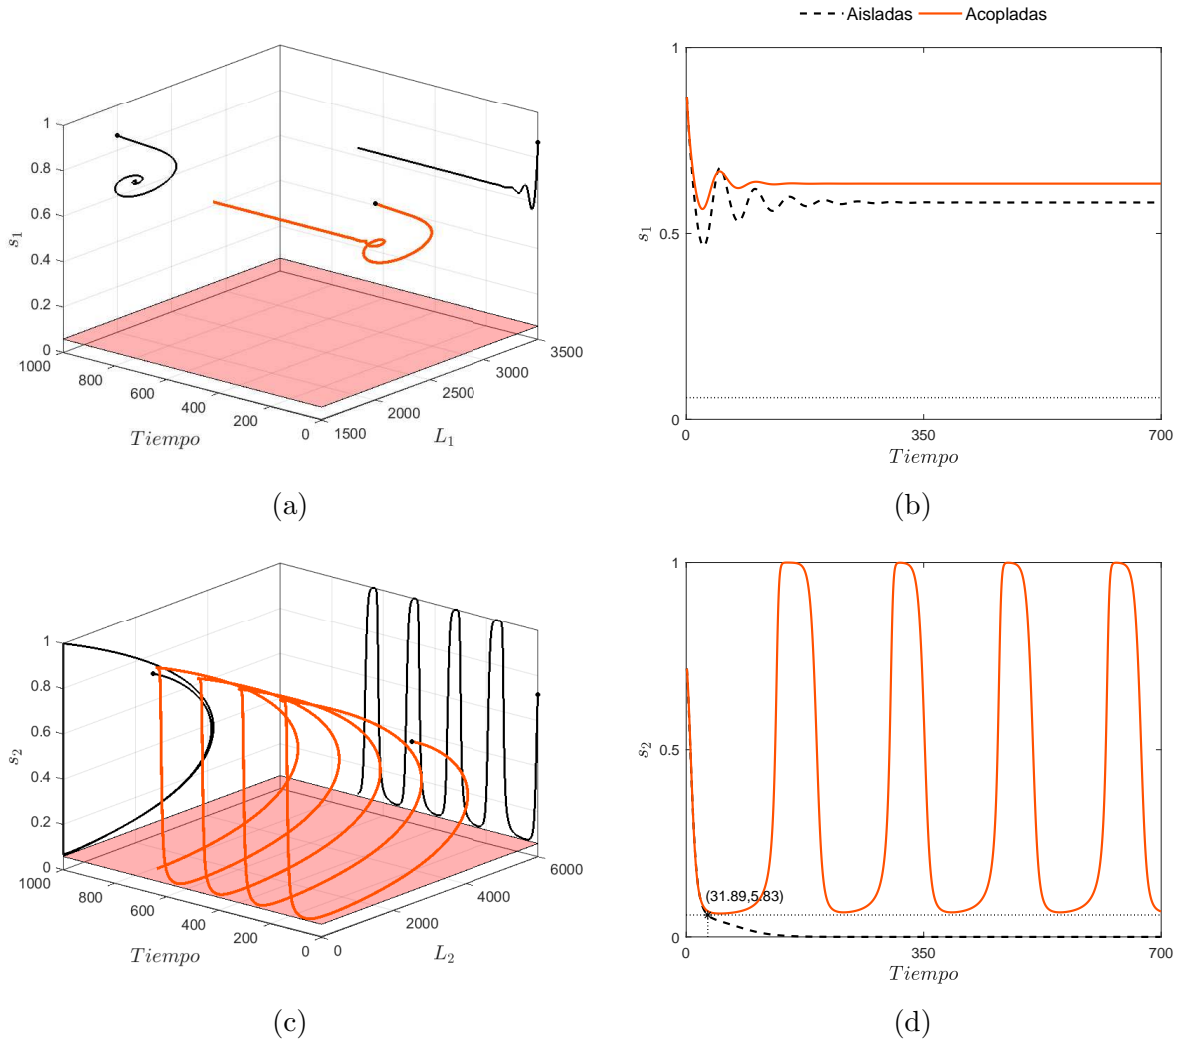 Aisladas Acopladas
1
0.8
0.6
0.4
0.2
0
s1
1000
800
600
400
200
0
Tiempo
1500
2000
2500
3000
3500
L1
(a)
1
0.5
0
s1
0 350 700
Tiempo
(b)
1
0.8
0.6
0.4
0.2
0
s2
1000
800
600
400
200
0
Tiempo
0
2000
4000
6000
L2
(c)
1
0.5
0
s2
(31.89,5.83)
0 350 700
Tiempo
(d)